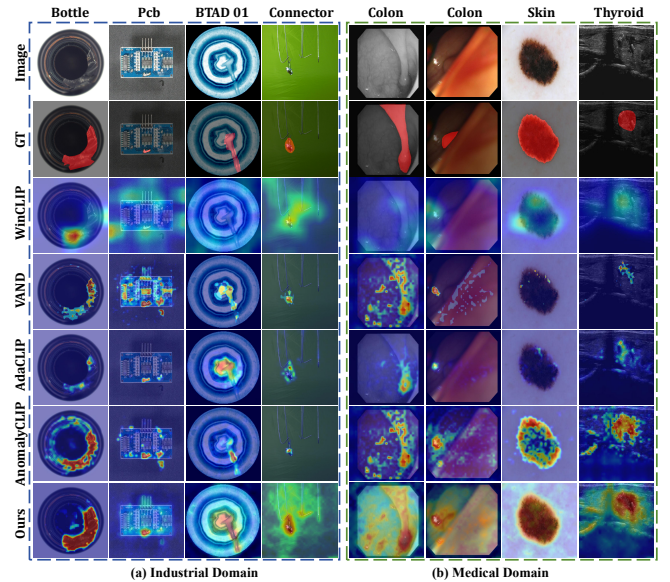 Bottle Pcb BTAD 01 Connector Colon Colon Skin Thyroid
Image
GT
WinCLIP
VAND
AdaCLIP
AnomalyCLIP
Ours
(a) Industrial Domain (b) Medical Domain